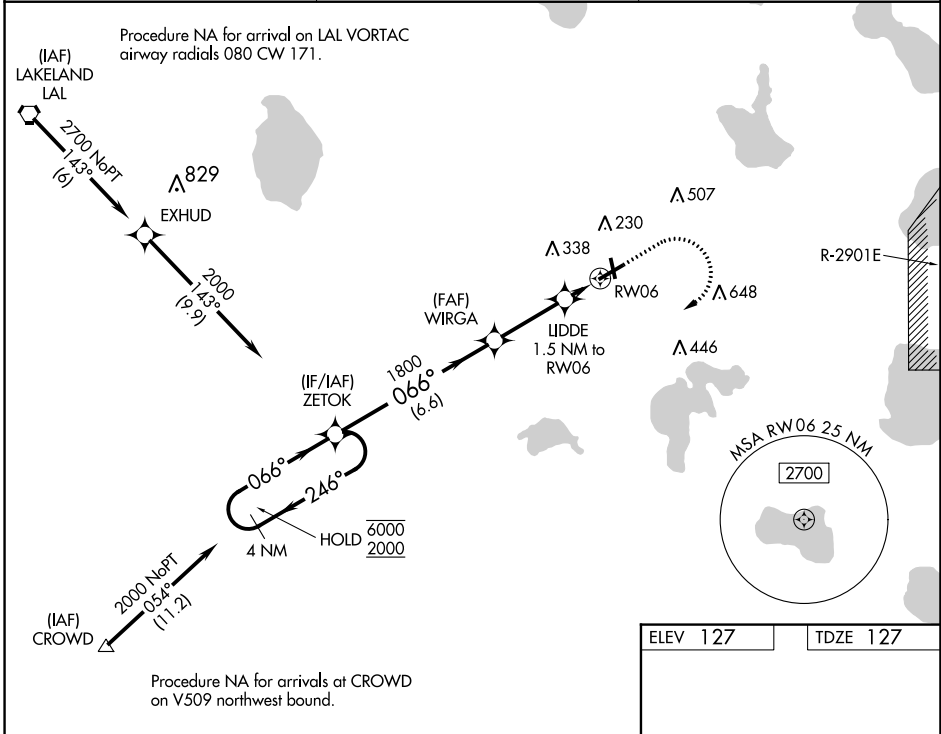 Procedure NA for arrival on LAL VORTAC
airway radials 080 CW 171.
(IAF)
LAKELAND
LAL
2700 NoPT
143°
(6)
829
EXHUD
507
230
338
R-2901E
2000
143°
(9.9)
RW06
648
(FAF)
WIRGA
LIDDE
1.5 NM to
RW06
446
1800
066°
(6.6)
(IF/IAF)
ZETOK
MSA RW06 25 NM
2700
066°
246°
HOLD
6000
2000
4 NM
2000 NoPT
054°
(11.2)
(IAF)
CROWD
ELEV 127
TDZE 127
Procedure NA for arrivals at CROWD
on V509 northwest bound.